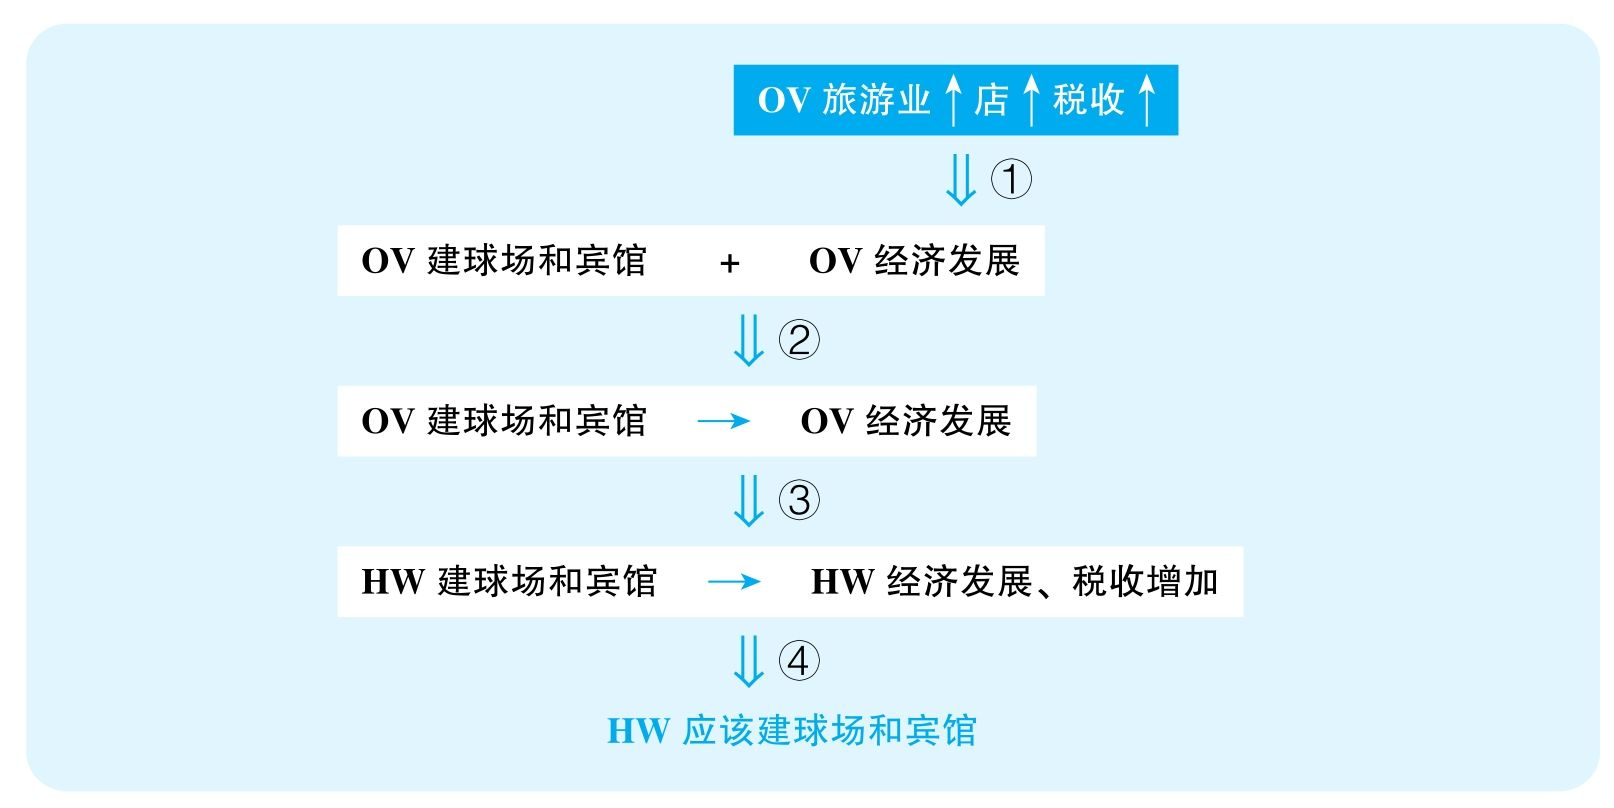 OV 旅游业↑店↑税收↑
⇓①
OV 建球场和宾馆 + OV 经济发展
⇓②
OV 建球场和宾馆 → OV 经济发展
⇓③
HW 建球场和宾馆 → HW 经济发展、税收增加
⇓④
HW 应该建球场和宾馆